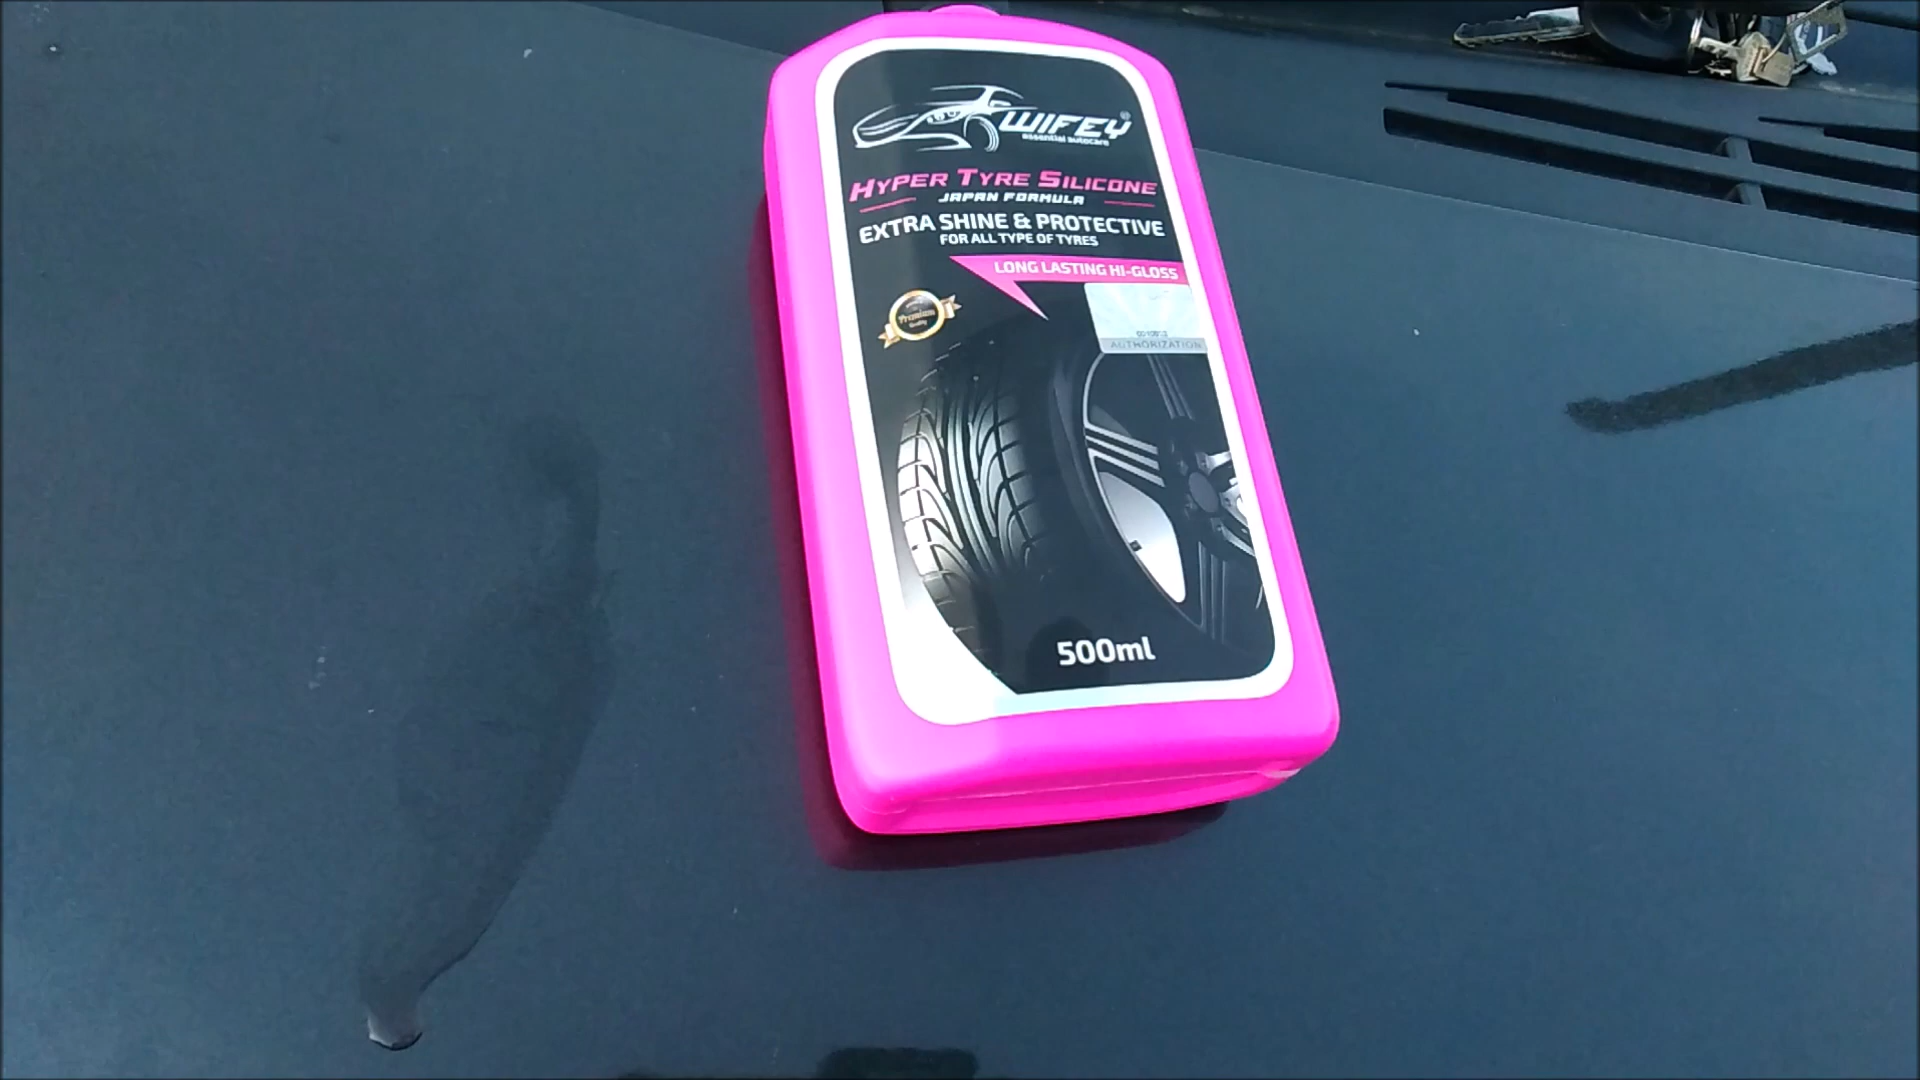 WIFEY®
essential autocare
HYPER TYRE SILICONE
JAPAN FORMULA
EXTRA SHINE & PROTECTIVE
FOR ALL TYPE OF TYRES
LONG LASTING HI-GLOSS
Premium
Quality
AUTHORIZATION
500ml